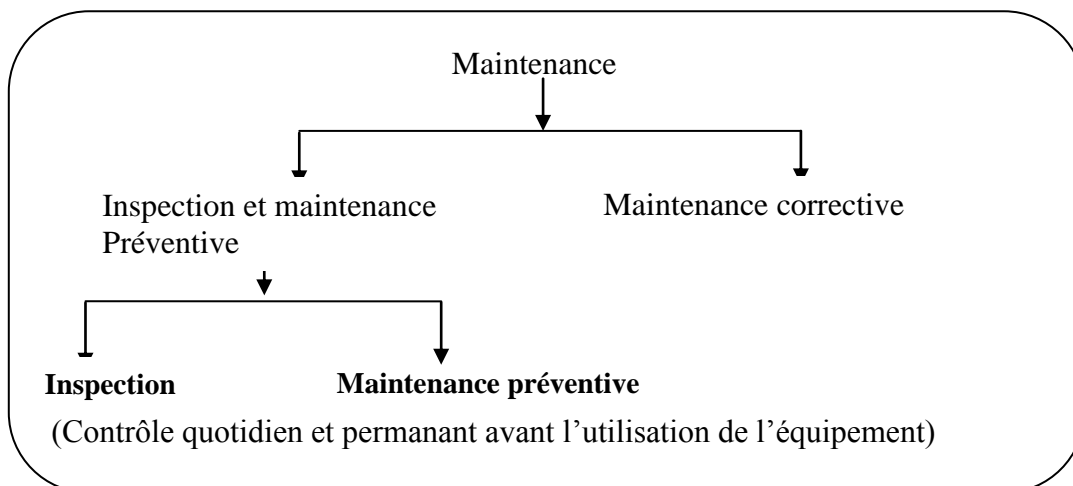 Maintenance
Inspection et maintenance
Préventive
Maintenance corrective
Inspection
Maintenance préventive
(Contrôle quotidien et permanant avant l’utilisation de l’équipement)